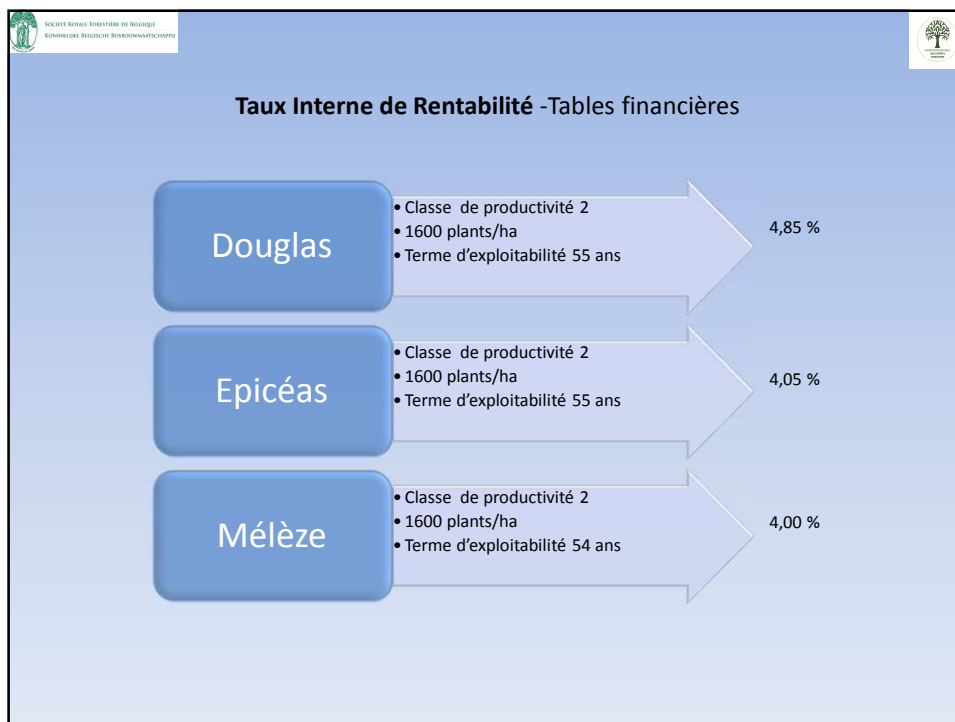 SOCIÉTÉ ROYALE FORESTIÈRE DE BELGIQUE
KONINKLIJKE BELGISCHE BOSBOUWMAATSCHAPPIJ
Taux Interne de Rentabilité -Tables financières
Douglas
• Classe de productivité 2
• 1600 plants/ha
• Terme d’exploitabilité 55 ans
4,85 %
Epicéas
• Classe de productivité 2
• 1600 plants/ha
• Terme d’exploitabilité 55 ans
4,05 %
Mélèze
• Classe de productivité 2
• 1600 plants/ha
• Terme d’exploitabilité 54 ans
4,00 %